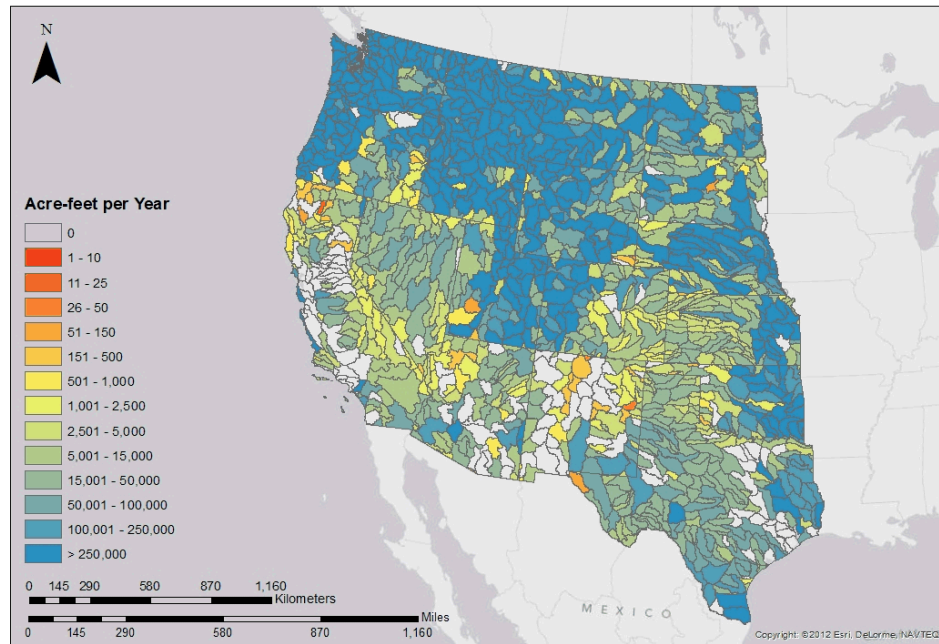 N
Acre-feet per Year
0
1 - 10
11 - 25
26 - 50
51 - 150
151 - 500
501 - 1,000
1,001 - 2,500
2,501 - 5,000
5,001 - 15,000
15,001 - 50,000
50,001 - 100,000
100,001 - 250,000
> 250,000
0 145 290 580 870 1,160
Kilometers
Miles
0 145 290 580 870 1,160
MEXICO
Copyright: ©2012 Esri, DeLorme, NAVTEQ